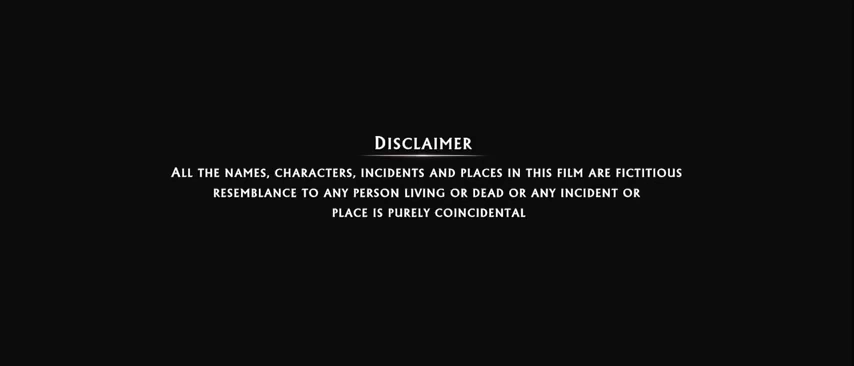 Disclaimer
All the names, characters, incidents and places in this film are fictitious
resemblance to any person living or dead or any incident or
place is purely coincidental